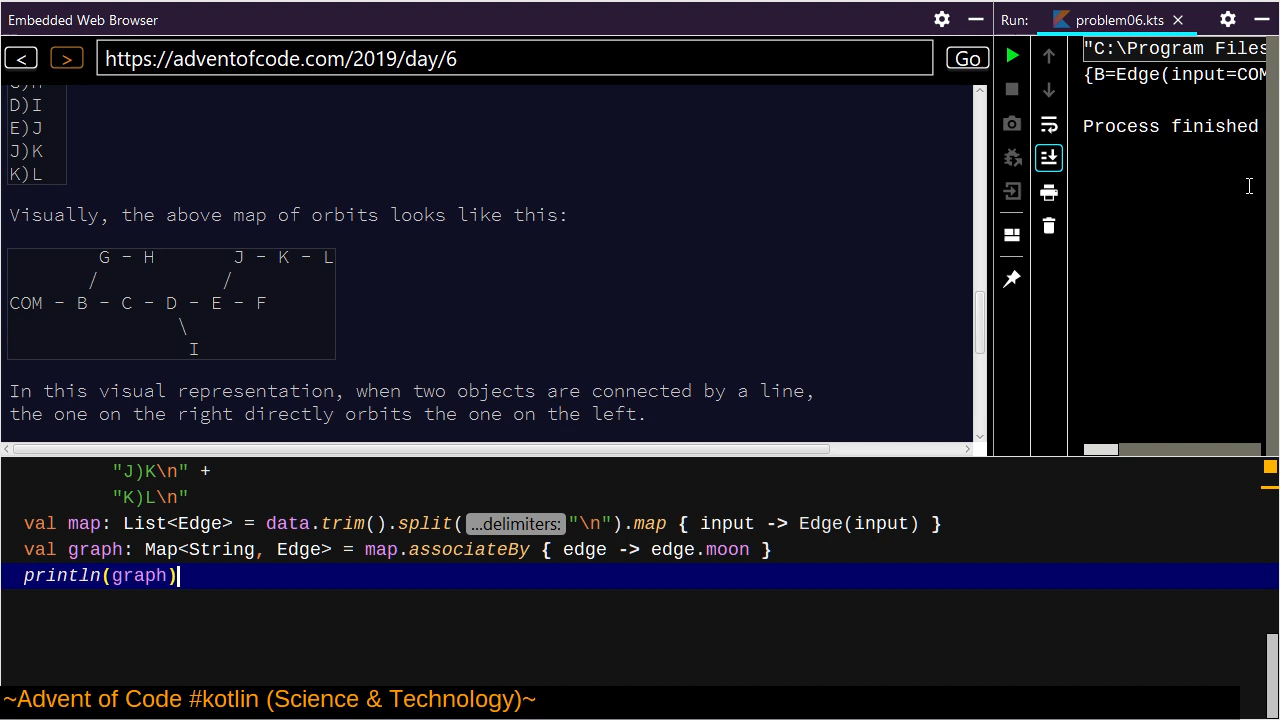 Embedded Web Browser
Run: problem06.kts
< > https://adventofcode.com/2019/day/6 Go
"C:\Program Files
{B=Edge(input=COM
Process finished
D)I
E)J
J)K
K)L
Visually, the above map of orbits looks like this:
G - H J - K - L
/ /
COM - B - C - D - E - F
\
I
In this visual representation, when two objects are connected by a line,
the one on the right directly orbits the one on the left.
"J)K\n" +
"K)L\n"
val map: List<Edge> = data.trim().split( ...delimiters: "\n").map { input -> Edge(input) }
val graph: Map<String, Edge> = map.associateBy { edge -> edge.moon }
println(graph)
~Advent of Code #kotlin (Science & Technology)~